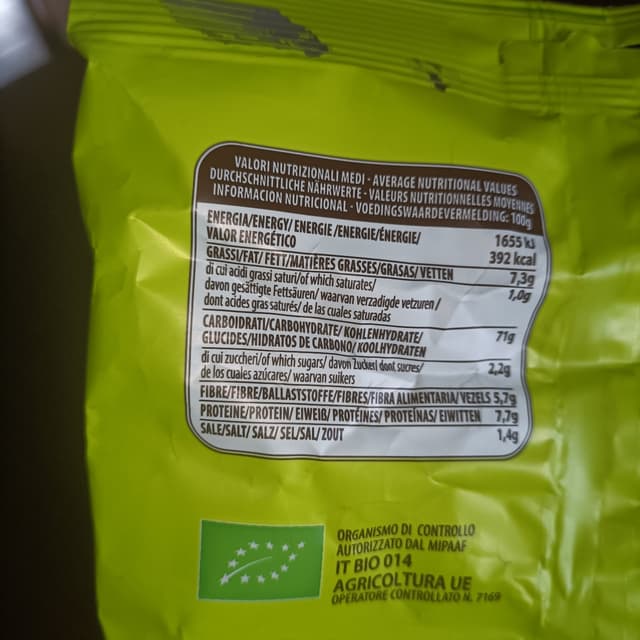 VALORI NUTRIZIONALI MEDI - AVERAGE NUTRITIONAL VALUES
DURCHSCHNITTLICHE NÄHRWERTE - VALEURS NUTRITIONNELLES MOYENNES
INFORMACION NUTRICIONAL - VOEDINGSWAARDEVERMELDING: 100g
ENERGIA/ENERGY/ ENERGIE /ENERGIE/ÉNERGIE/ 1655 kJ
VALOR ENERGÉTICO 392 kcal
GRASSI/FAT/ FETT/MATIÈRES GRASSES/GRASAS/ VETTEN 7,3g
di cui acidi grassi saturi/of which saturates/ 1,0g
davon gesättigte Fettsäuren/ waarvan verzadigde vetzuren /
dont acides gras saturés/ de las cuales saturadas
CARBOIDRATI/CARBOHYDRATE/ KOHLENHYDRATE/ 71g
GLUCIDES/HIDRATOS DE CARBONO/ KOOLHYDRATEN
di cui zuccheri/of which sugars/ davon Zucker/ dont sucres/ 2,2g
de los cuales azúcares/ waarvan suikers
FIBRE/FIBRE/BALLASTSTOFFE/FIBRES/FIBRA ALIMENTARIA/ VEZELS 5,7g
PROTEINE/PROTEIN/ EIWEIß/ PROTÉINES/ PROTEÍNAS/ EIWITTEN 7,7g
SALE/SALT/ SALZ/ SEL/SAL/ ZOUT 1,4g
ORGANISMO DI CONTROLLO
AUTORIZZATO DAL MIPAAF
IT BIO 014
AGRICOLTURA UE
OPERATORE CONTROLLATO N. 7169